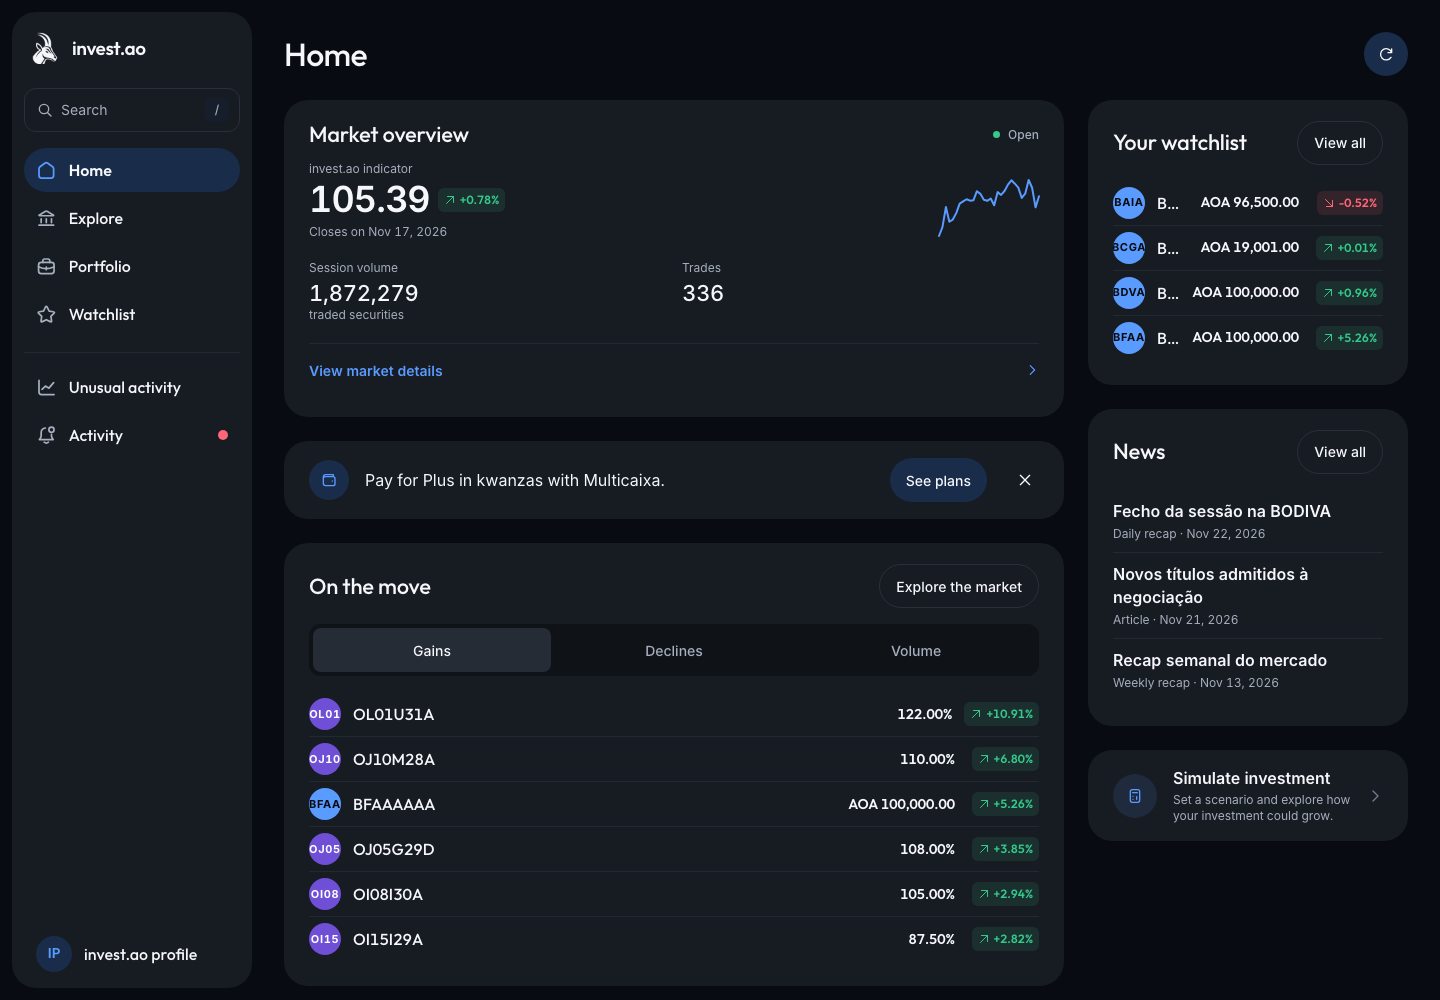 invest.ao
Search /
Home
Explore
Portfolio
Watchlist
Unusual activity
Activity
IP invest.ao profile
Home
Market overview
Open
invest.ao indicator
105.39 +0.78%
Closes on Nov 17, 2026
Session volume
1,872,279
traded securities
Trades
336
View market details
Pay for Plus in kwanzas with Multicaixa.
See plans
On the move
Explore the market
Gains Declines Volume
OL01 OL01U31A 122.00% +10.91%
OJ10 OJ10M28A 110.00% +6.80%
BFAA BFAAAAAA AOA 100,000.00 +5.26%
OJ05 OJ05G29D 108.00% +3.85%
OI08 OI08I30A 105.00% +2.94%
OI15 OI15I29A 87.50% +2.82%
Your watchlist
View all
BAIA B... AOA 96,500.00 -0.52%
BCGA B... AOA 19,001.00 +0.01%
BDVA B... AOA 100,000.00 +0.96%
BFAA B... AOA 100,000.00 +5.26%
News
View all
Fecho da sessão na BODIVA
Daily recap · Nov 22, 2026
Novos títulos admitidos à
negociação
Article · Nov 21, 2026
Recap semanal do mercado
Weekly recap · Nov 13, 2026
Simulate investment
Set a scenario and explore how
your investment could grow.